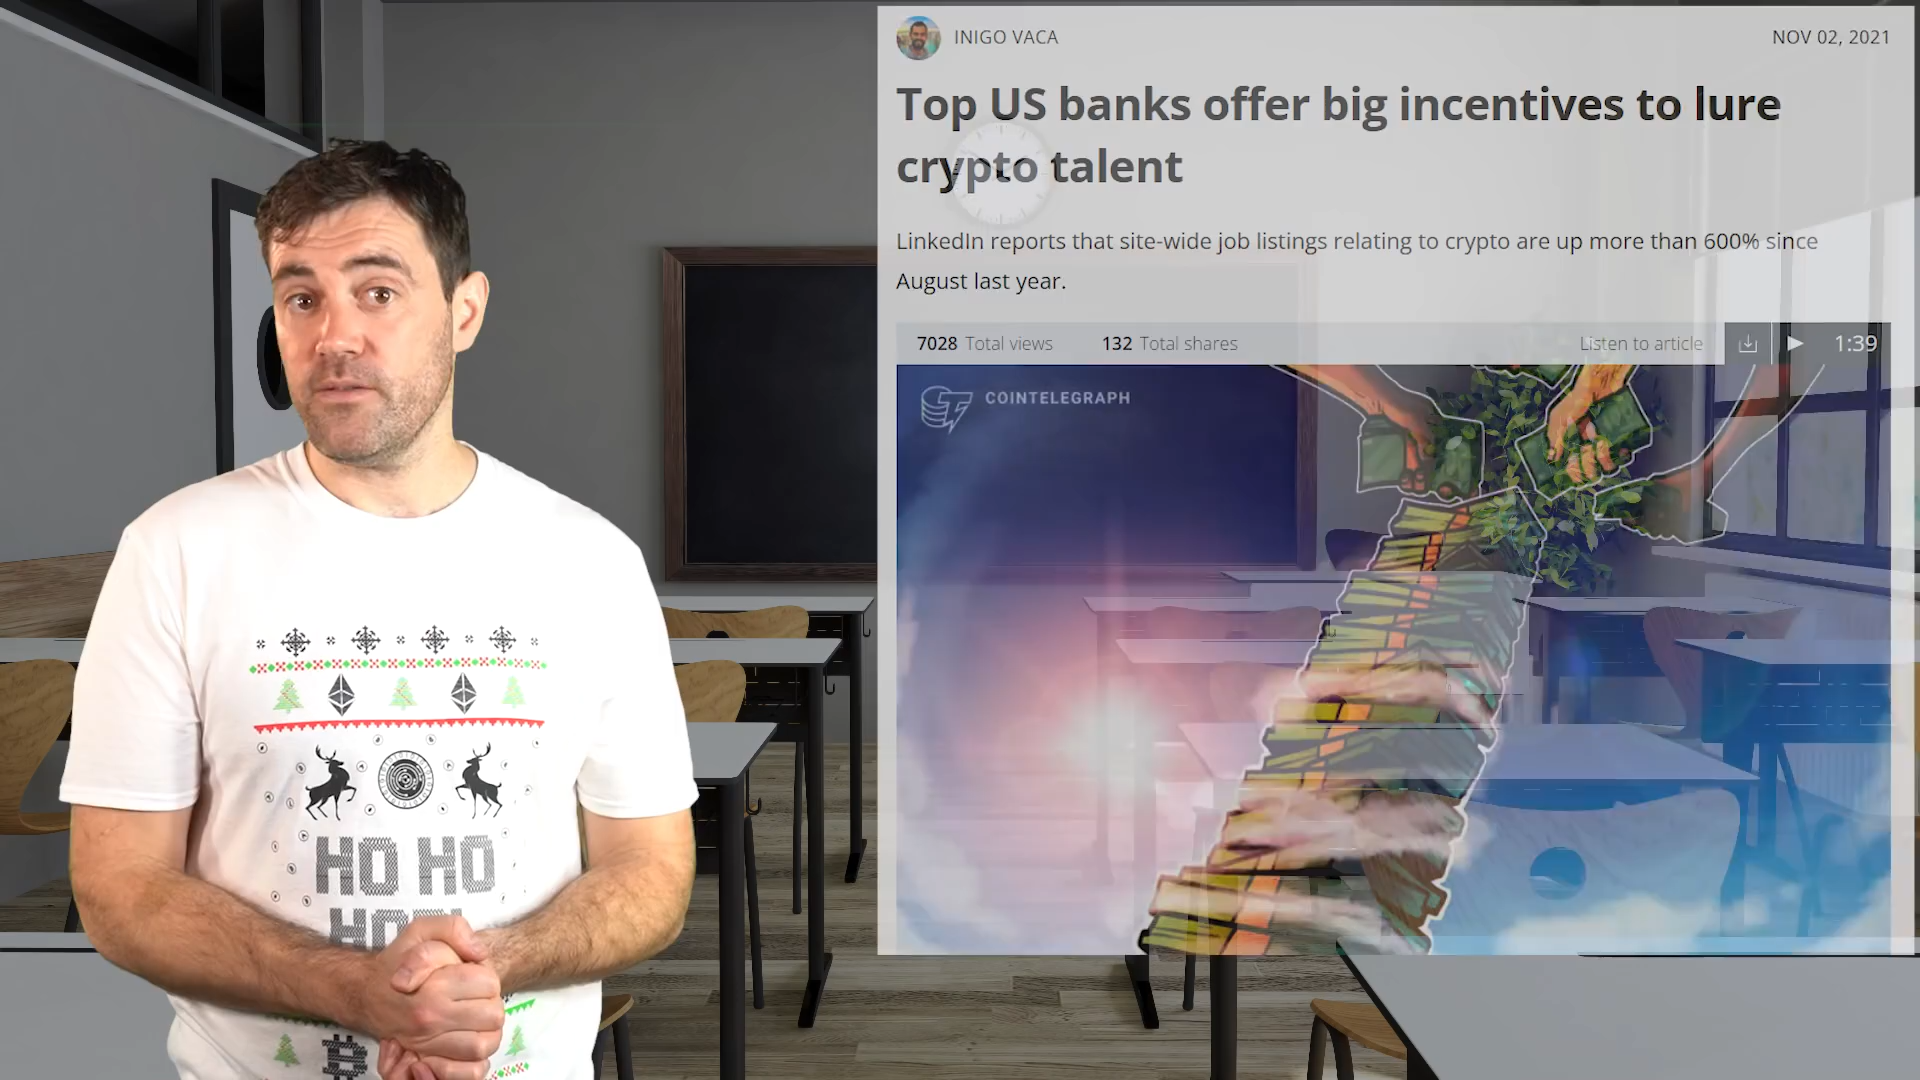 INIGO VACA
NOV 02, 2021
Top US banks offer big incentives to lure
crypto talent
LinkedIn reports that site-wide job listings relating to crypto are up more than 600% since
August last year.
7028 Total views 132 Total shares Listen to article 1:39
COINTELEGRAPH
HO HO